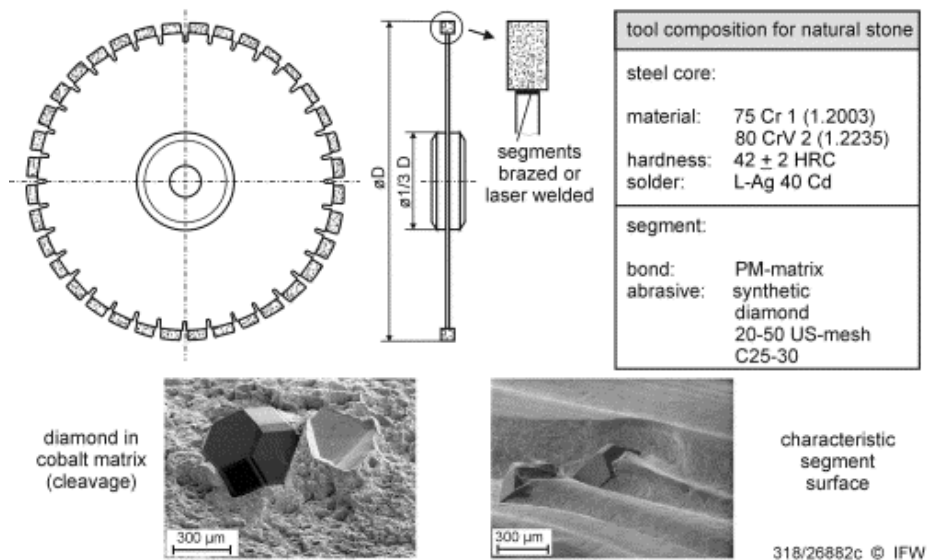 øD
ø1/3 D
segments
brazed or
laser welded
tool composition for natural stone
steel core:
material: 75 Cr 1 (1.2003)
80 CrV 2 (1.2235)
hardness: 42 ± 2 HRC
solder: L-Ag 40 Cd
segment:
bond: PM-matrix
abrasive: synthetic
diamond
20-50 US-mesh
C25-30
diamond in
cobalt matrix
(cleavage)
300 µm
300 µm
characteristic
segment
surface
318/26882c © IFW